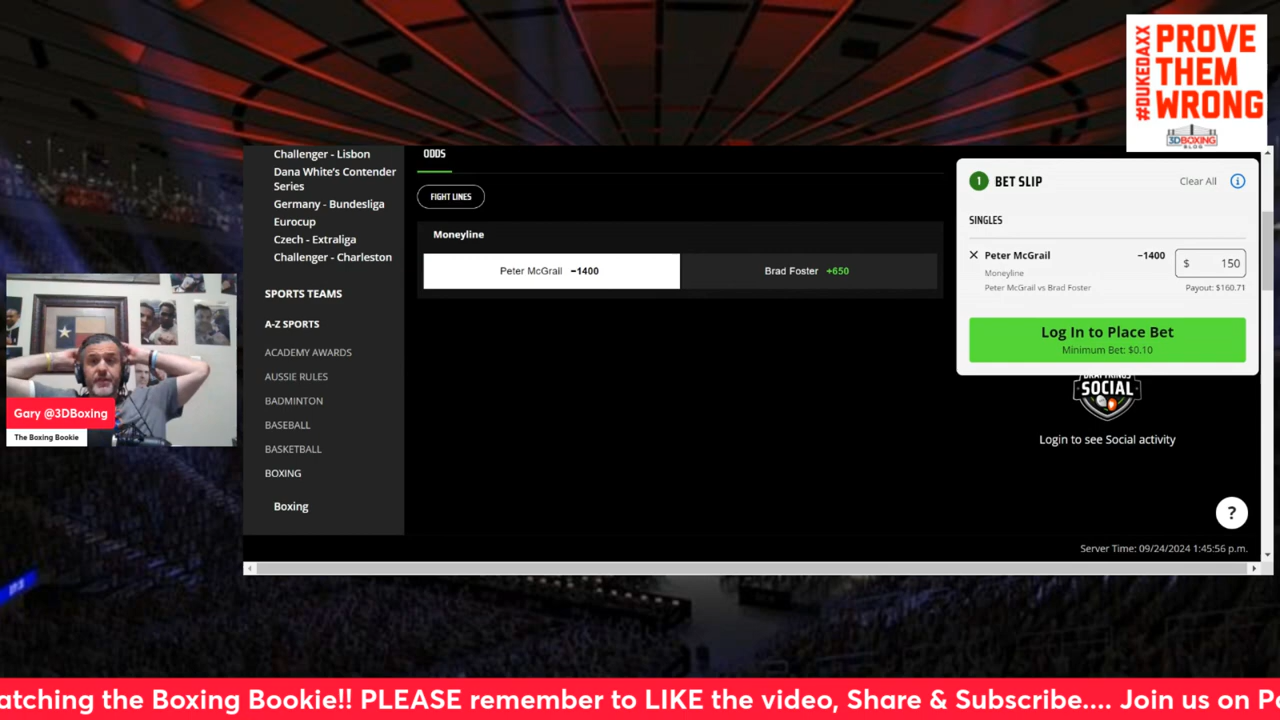 #DUKEDAXX
PROVE
THEM
WRONG
3DBOXING
BLOG
Challenger - Lisbon
Dana White's Contender
Series
Germany - Bundesliga
Eurocup
Czech - Extraliga
Challenger - Charleston
SPORTS TEAMS
A-Z SPORTS
ACADEMY AWARDS
AUSSIE RULES
BADMINTON
BASEBALL
BASKETBALL
BOXING
Boxing
ODDS
FIGHT LINES
Moneyline
Peter McGrail −1400
Brad Foster +650
1 BET SLIP
Clear All
SINGLES
Peter McGrail −1400 $ 150
Moneyline
Peter McGrail vs Brad Foster
Payout: $160.71
Log In to Place Bet
Minimum Bet: $0.10
DRAFTKINGS
SOCIAL
Login to see Social activity
?
Server Time: 09/24/2024 1:45:56 p.m.
Gary @3DBoxing
The Boxing Bookie
atching the Boxing Bookie!! PLEASE remember to LIKE the video, Share & Subscribe.... Join us on P